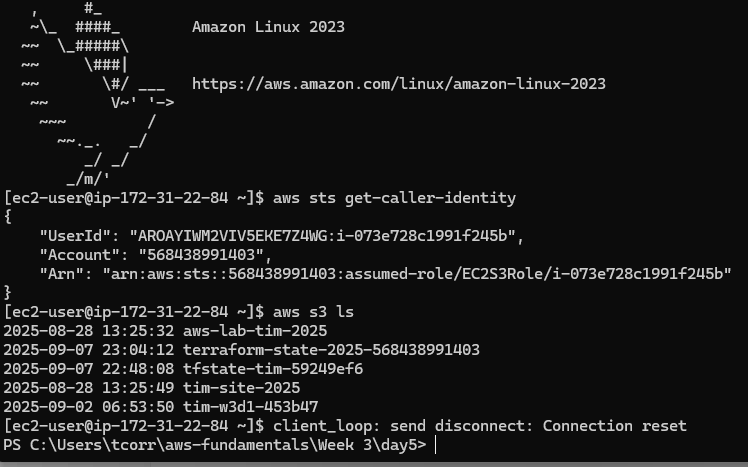 ,     #_
   ~\_  ####_        Amazon Linux 2023
  ~~  \_#####\
  ~~     \###|
  ~~       \#/ ___   https://aws.amazon.com/linux/amazon-linux-2023
   ~~       V~' '->
    ~~~         /
      ~~._.   _/
         _/ _/
       _/m/'
[ec2-user@ip-172-31-22-84 ~]$ aws sts get-caller-identity
{
    "UserId": "AROAYIWM2VIV5EKE7Z4WG:i-073e728c1991f245b",
    "Account": "568438991403",
    "Arn": "arn:aws:sts::568438991403:assumed-role/EC2S3Role/i-073e728c1991f245b"
}
[ec2-user@ip-172-31-22-84 ~]$ aws s3 ls
2025-08-28 13:25:32 aws-lab-tim-2025
2025-09-07 23:04:12 terraform-state-2025-568438991403
2025-09-07 22:48:08 tfstate-tim-59249ef6
2025-08-28 13:25:49 tim-site-2025
2025-09-02 06:53:50 tim-w3d1-453b47
[ec2-user@ip-172-31-22-84 ~]$ client_loop: send disconnect: Connection reset
PS C:\Users\tcorr\aws-fundamentals\Week 3\day5>